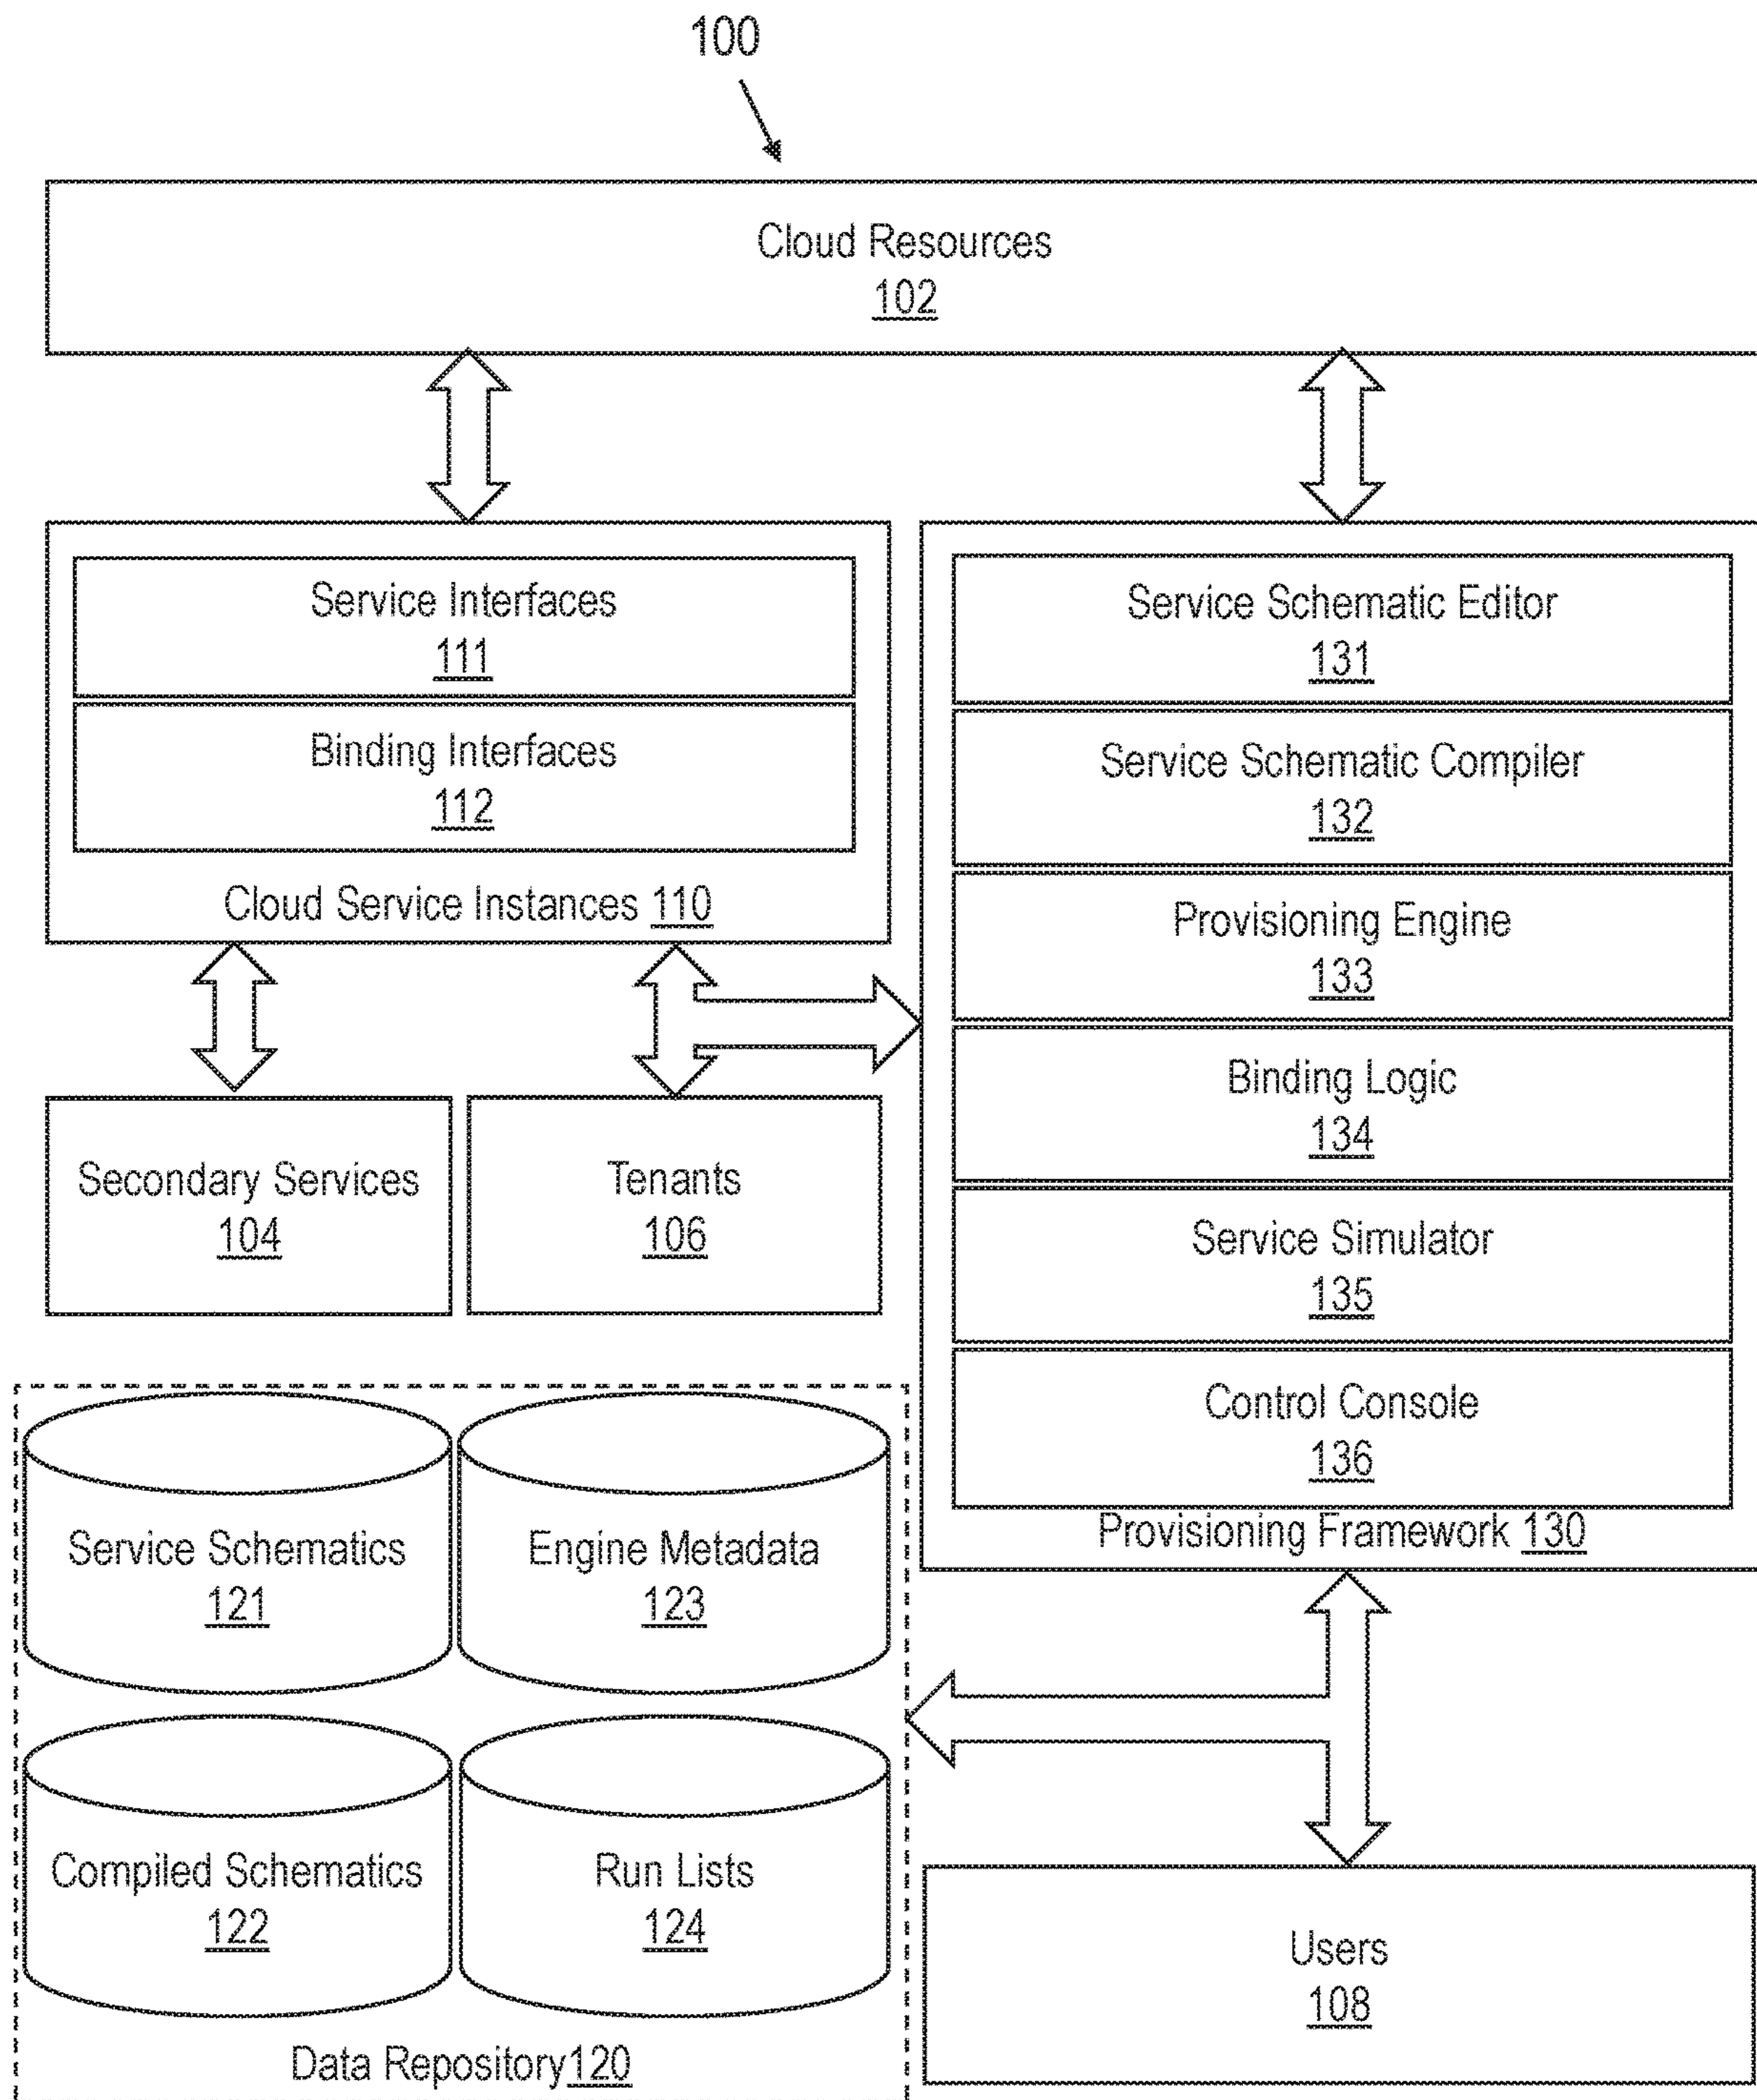 100
Cloud Resources
102
Service Interfaces
111
Binding Interfaces
112
Cloud Service Instances 110
Secondary Services
104
Tenants
106
Service Schematic Editor
131
Service Schematic Compiler
132
Provisioning Engine
133
Binding Logic
134
Service Simulator
135
Control Console
136
Provisioning Framework 130
Service Schematics
121
Engine Metadata
123
Compiled Schematics
122
Run Lists
124
Data Repository 120
Users
108